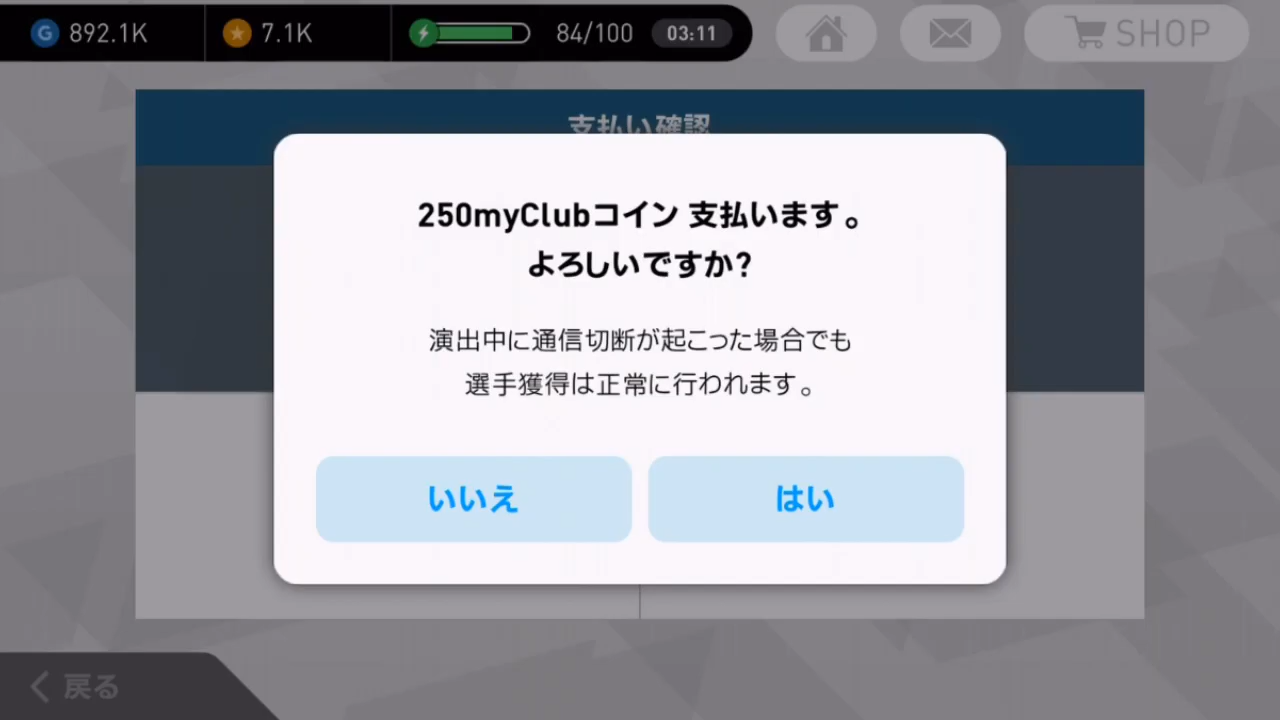 G 892.1K 7.1K 84/100 03:11 SHOP
支払い確認
250myClubコイン 支払います。
よろしいですか?
演出中に通信切断が起こった場合でも
選手獲得は正常に行われます。
いいえ はい
戻る